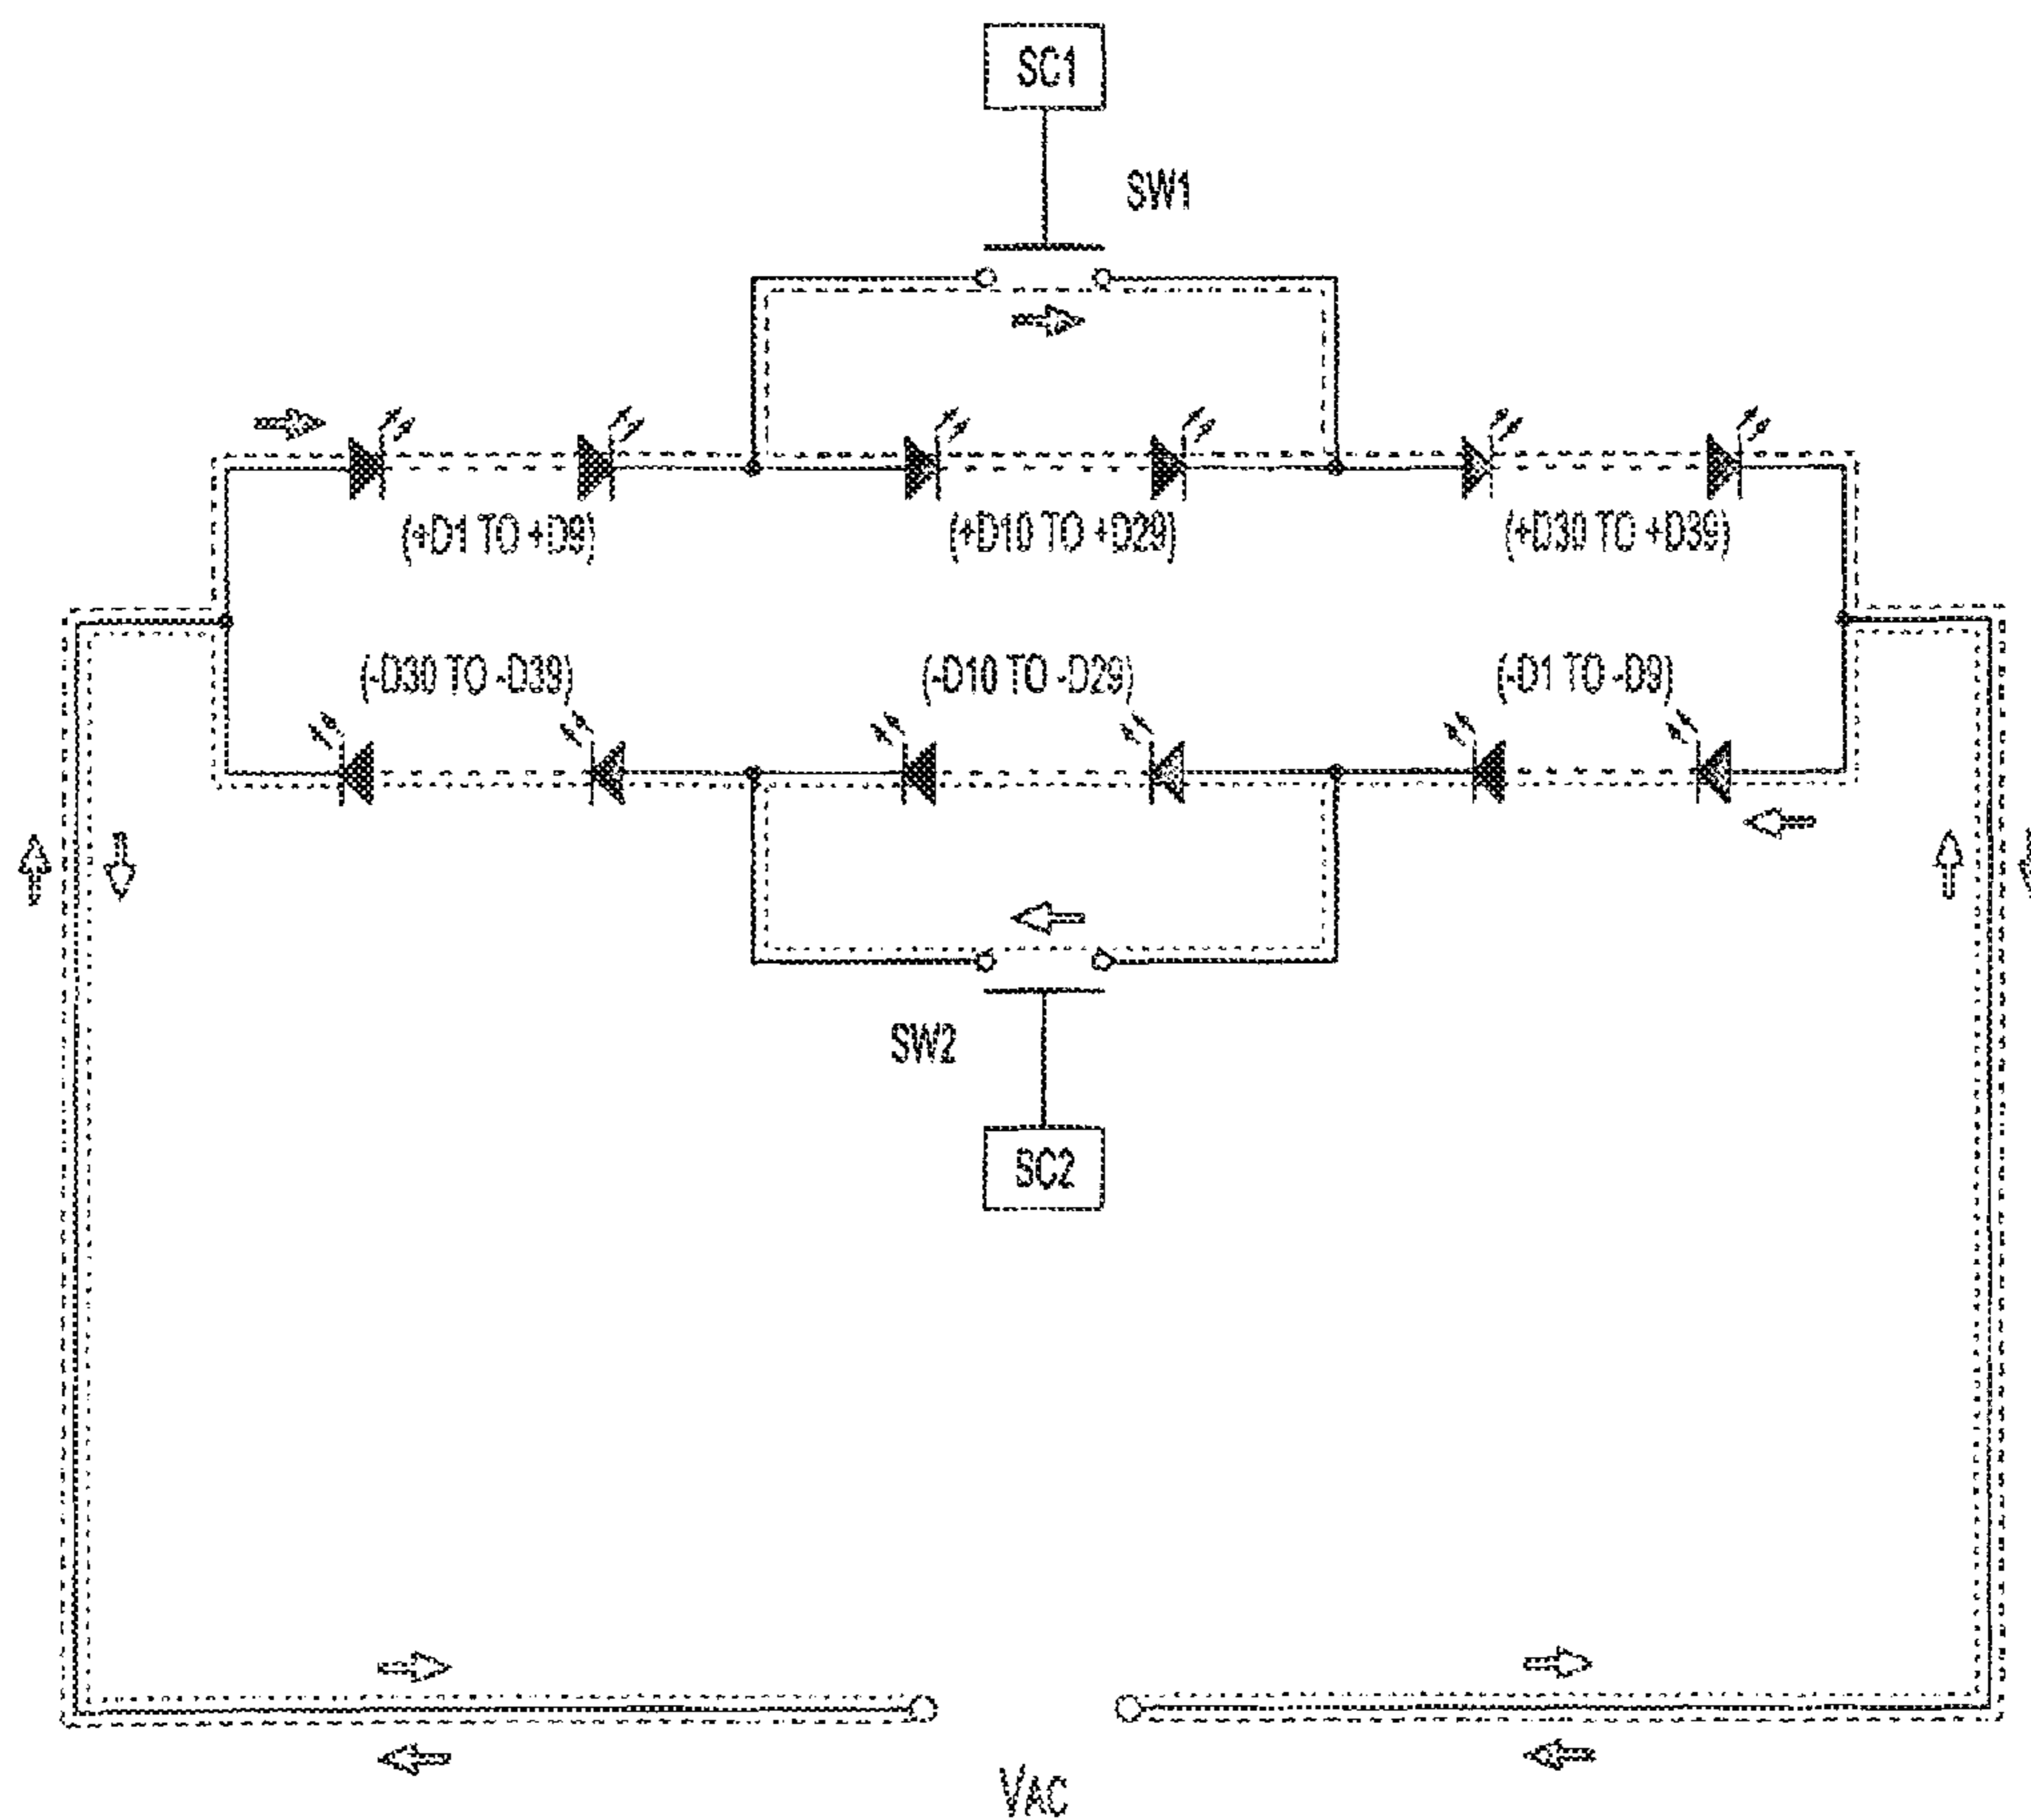 SC1
SW1
(+D1 TO +D9) (+D10 TO +D29) (+D30 TO +D39)
(-D30 TO -D39) (-D10 TO -D29) (-D1 TO -D9)
SW2
SC2
VAC